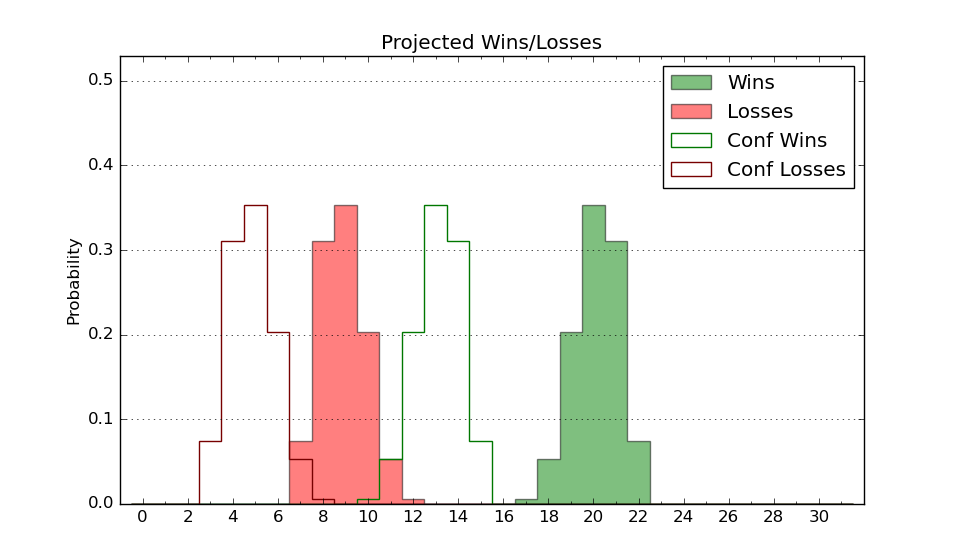 Projected Wins/Losses
Wins
Losses
Conf Wins
Conf Losses
Probability
0.5
0.4
0.3
0.2
0.1
0.0
0 2 4 6 8 10 12 14 16 18 20 22 24 26 28 30